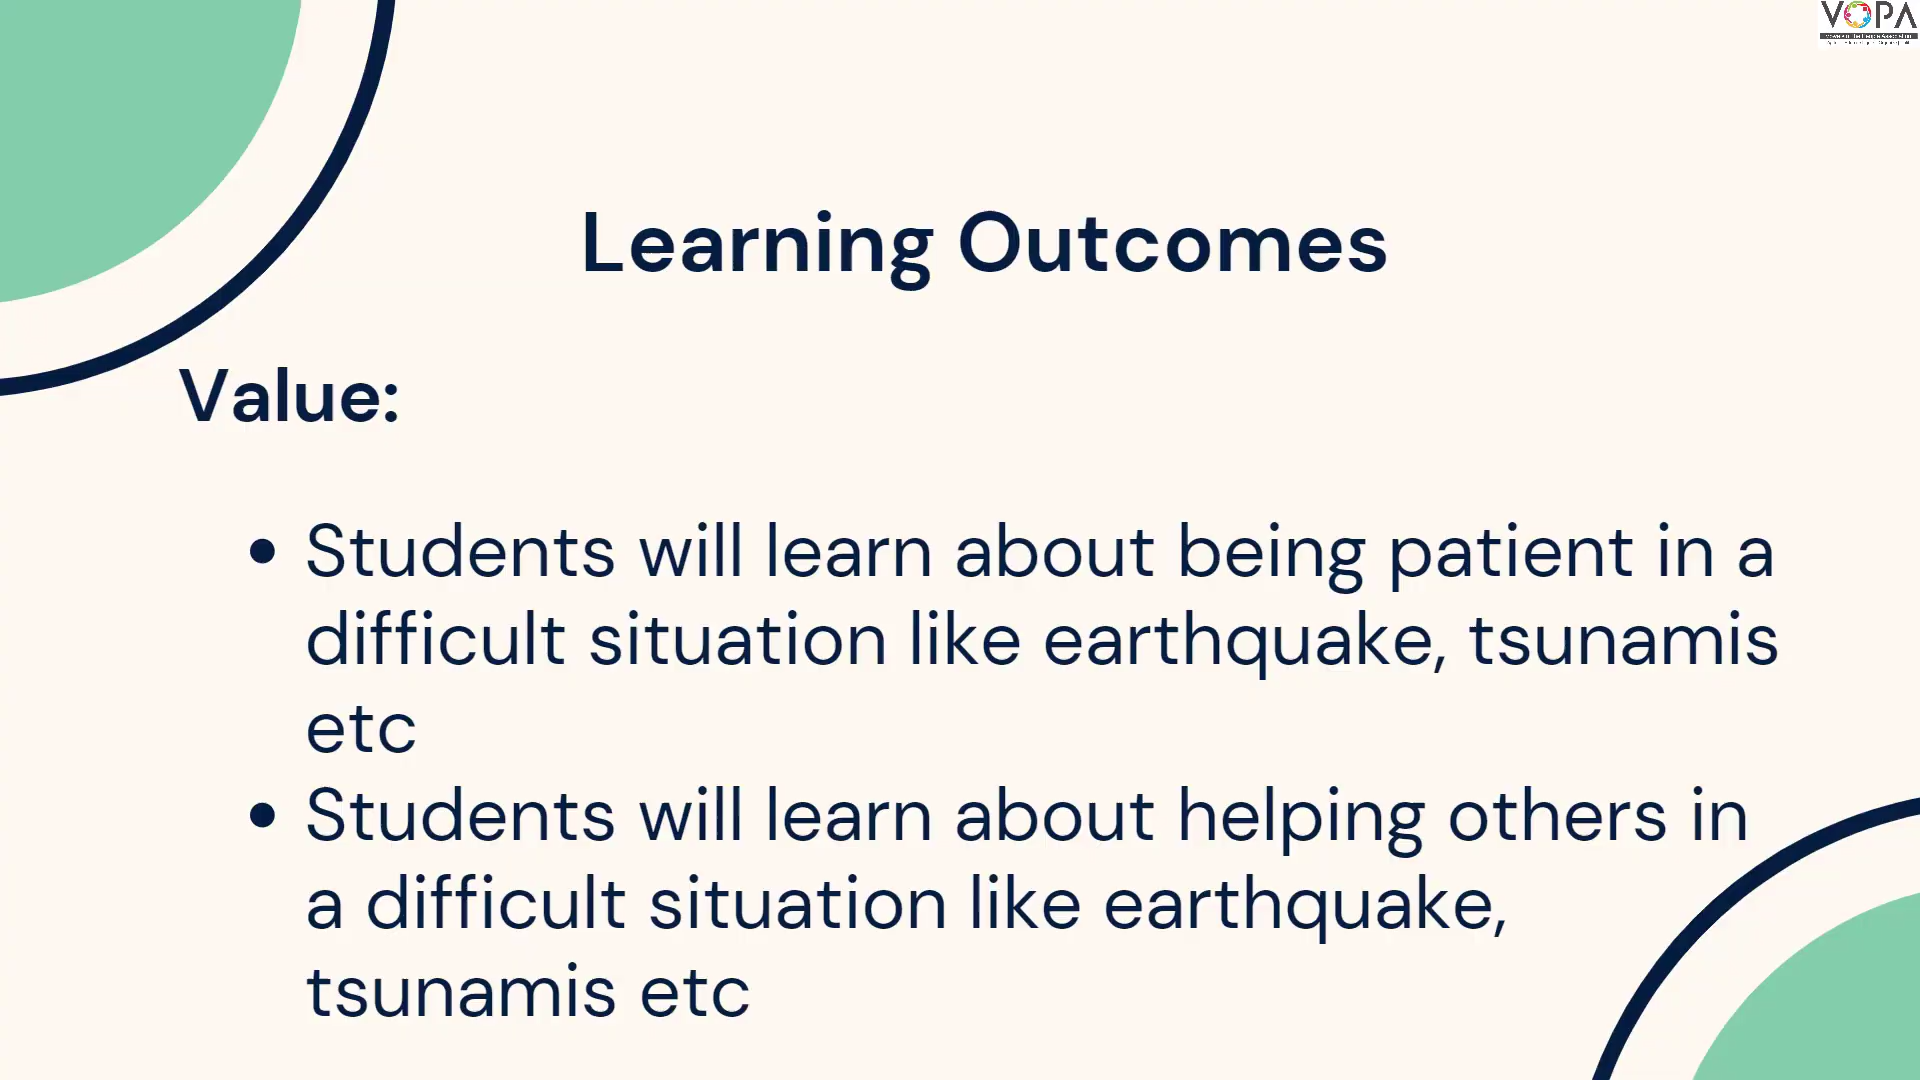 VOPA
Learning Outcomes
Value:
• Students will learn about being patient in a
difficult situation like earthquake, tsunamis
etc
• Students will learn about helping others in
a difficult situation like earthquake,
tsunamis etc